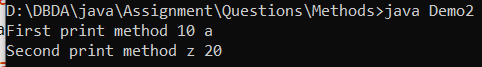 D:\DBDA\java\Assignment\Questions\Methods>java Demo2
First print method 10 a
Second print method z 20